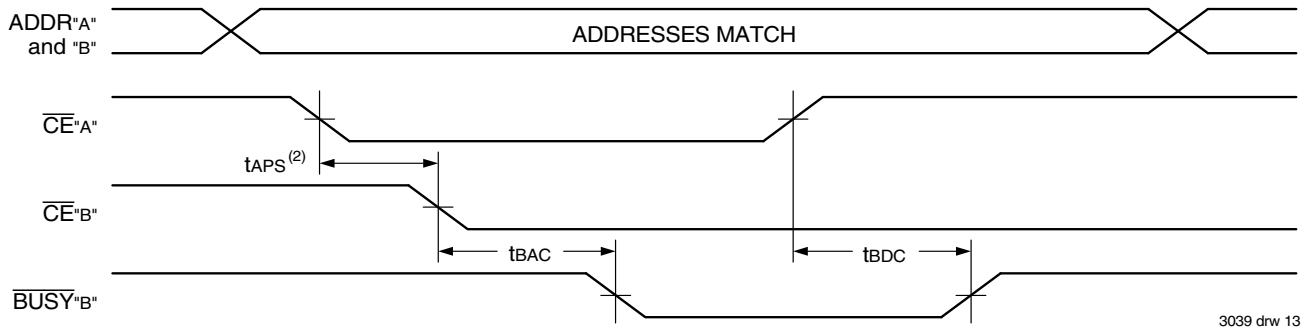 ADDR"A"
and "B"
ADDRESSES MATCH
CE"A"
tAPS(2)
CE"B"
tBAC
tBDC
BUSY"B"
3039 drw 13